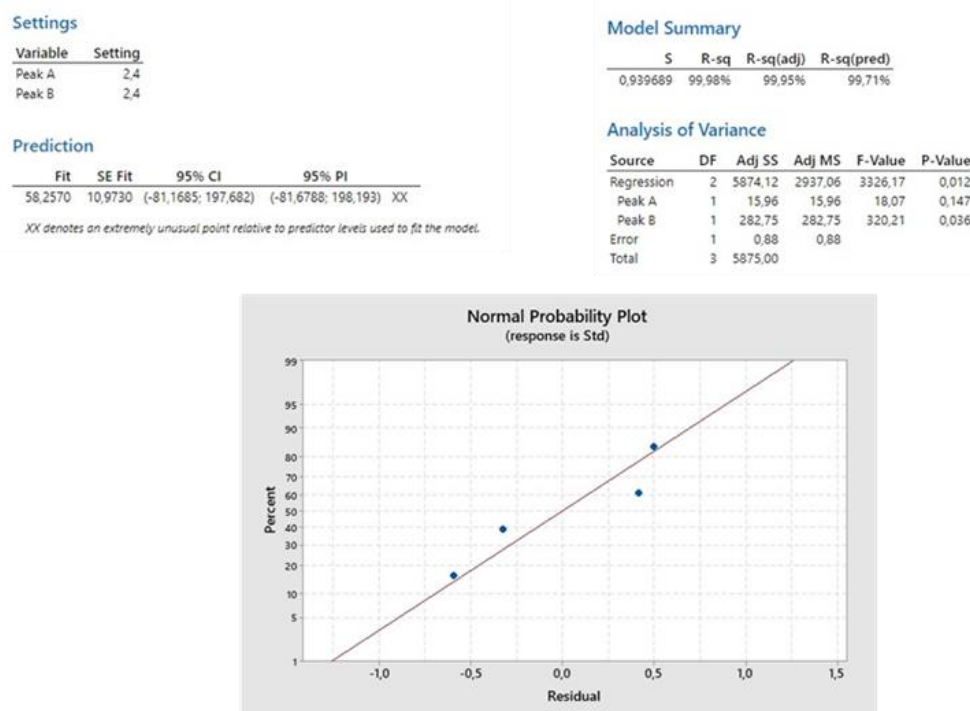 Settings
Variable Setting
Peak A 2,4
Peak B 2,4
Prediction
Fit SE Fit 95% CI 95% PI
58,2570 10,9730 (-81,1685; 197,682) (-81,6788; 198,193) XX
XX denotes an extremely unusual point relative to predictor levels used to fit the model.
Model Summary
S R-sq R-sq(adj) R-sq(pred)
0,939689 99,98% 99,95% 99,71%
Analysis of Variance
Source DF Adj SS Adj MS F-Value P-Value
Regression 2 5874,12 2937,06 3326,17 0,012
Peak A 1 15,96 15,96 18,07 0,147
Peak B 1 282,75 282,75 320,21 0,036
Error 1 0,88 0,88
Total 3 5875,00
Normal Probability Plot
(response is Std)
99
95
90
80
70
60
50
40
30
20
10
5
1
Percent
-1,0 -0,5 0,0 0,5 1,0 1,5
Residual